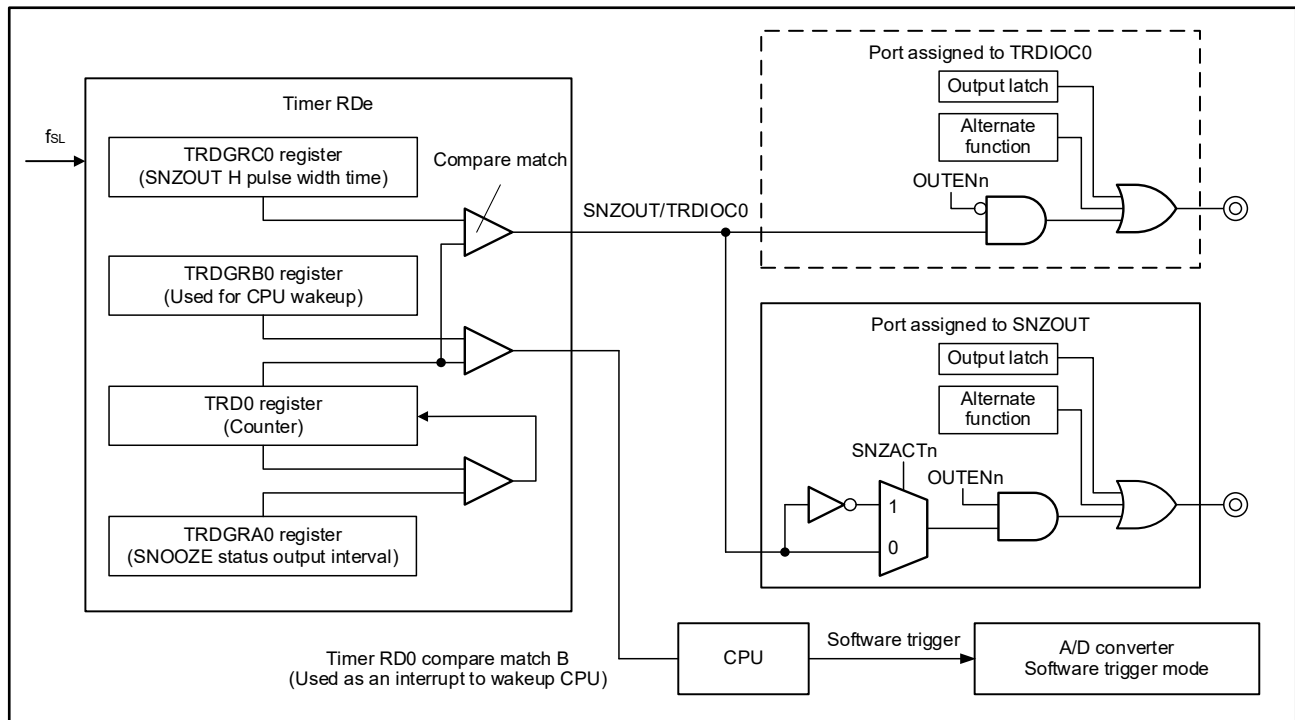 Timer RDe
fSL
TRDGRC0 register
(SNZOUT H pulse width time)
Compare match
TRDGRB0 register
(Used for CPU wakeup)
TRD0 register
(Counter)
TRDGRA0 register
(SNOOZE status output interval)
SNZOUT/TRDIOC0
Port assigned to TRDIOC0
Output latch
Alternate
function
OUTENn
Port assigned to SNZOUT
Output latch
Alternate
function
SNZACTn
OUTENn
1
0
Timer RD0 compare match B
(Used as an interrupt to wakeup CPU)
CPU
Software trigger
A/D converter
Software trigger mode